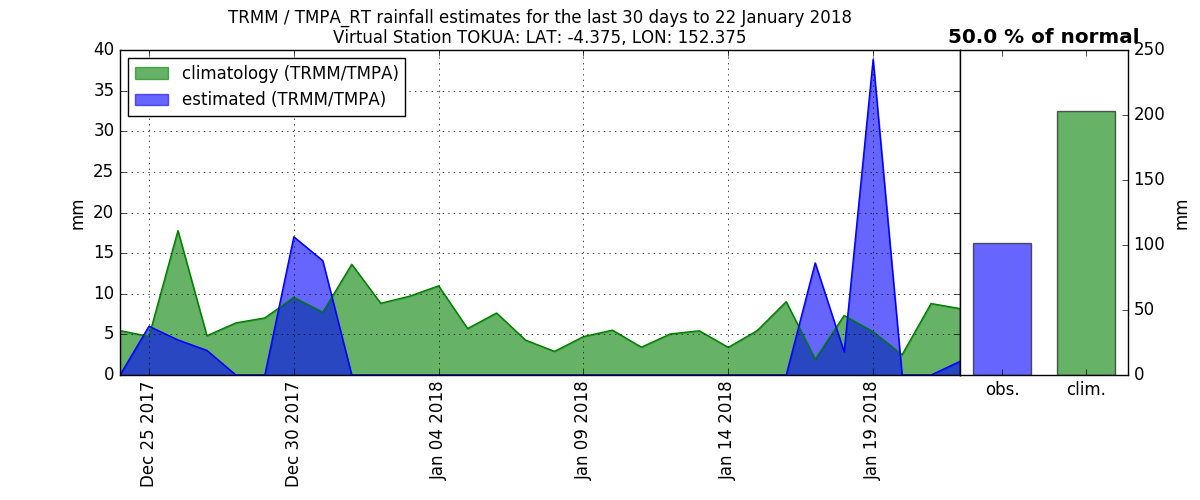 TRMM / TMPA_RT rainfall estimates for the last 30 days to 22 January 2018
Virtual Station TOKUA: LAT: -4.375, LON: 152.375
50.0 % of normal
climatology (TRMM/TMPA)
estimated (TRMM/TMPA)
mm
40
35
30
25
20
15
10
5
0
Dec 25 2017
Dec 30 2017
Jan 04 2018
Jan 09 2018
Jan 14 2018
Jan 19 2018
obs.
clim.
250
200
150
100
50
0
mm